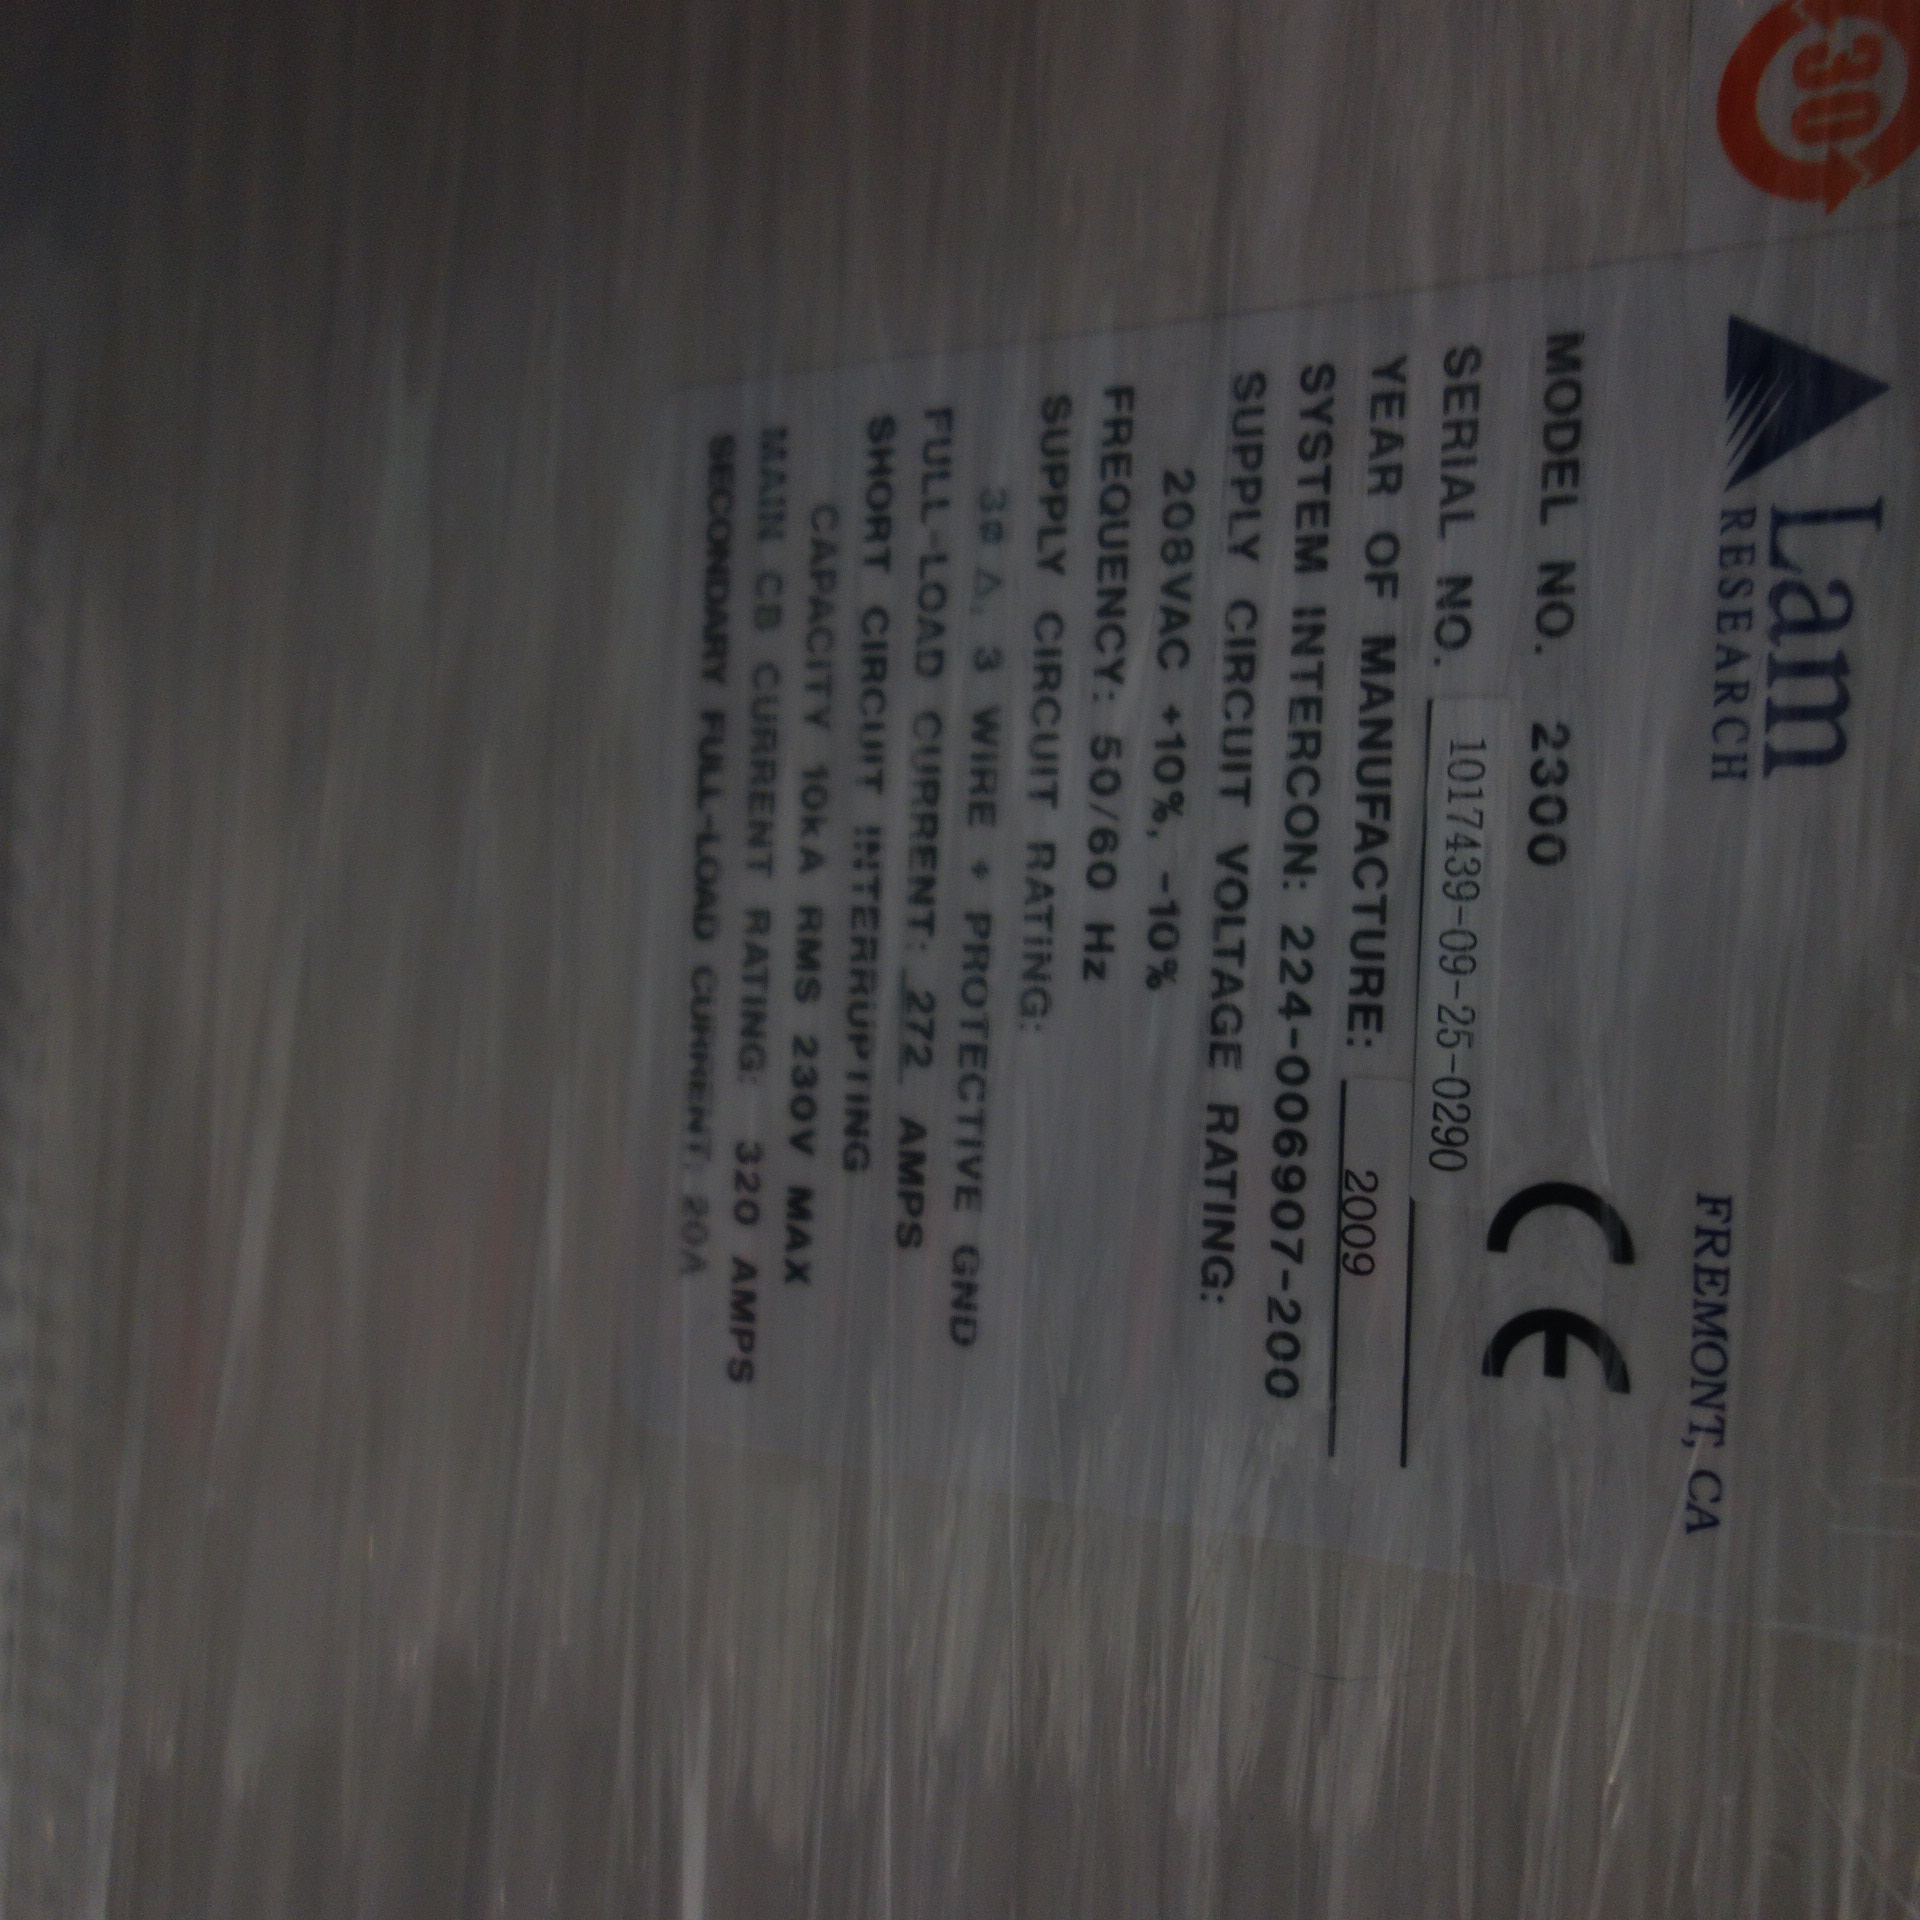 30
Lam
RESEARCH
FREMONT, CA
MODEL NO. 2300
CE
SERIAL NO. 1017439-09-25-0290
YEAR OF MANUFACTURE: 2009
SYSTEM INTERCON: 224-006907-200
SUPPLY CIRCUIT VOLTAGE RATING:
208VAC +10%, -10%
FREQUENCY: 50/60 Hz
SUPPLY CIRCUIT RATING:
3ø Δ, 3 WIRE + PROTECTIVE GND
FULL-LOAD CURRENT: 272 AMPS
SHORT CIRCUIT INTERRUPTING
CAPACITY 10kA RMS 230V MAX
MAIN CB CURRENT RATING: 320 AMPS
SECONDARY FULL-LOAD CURRENT: 20A